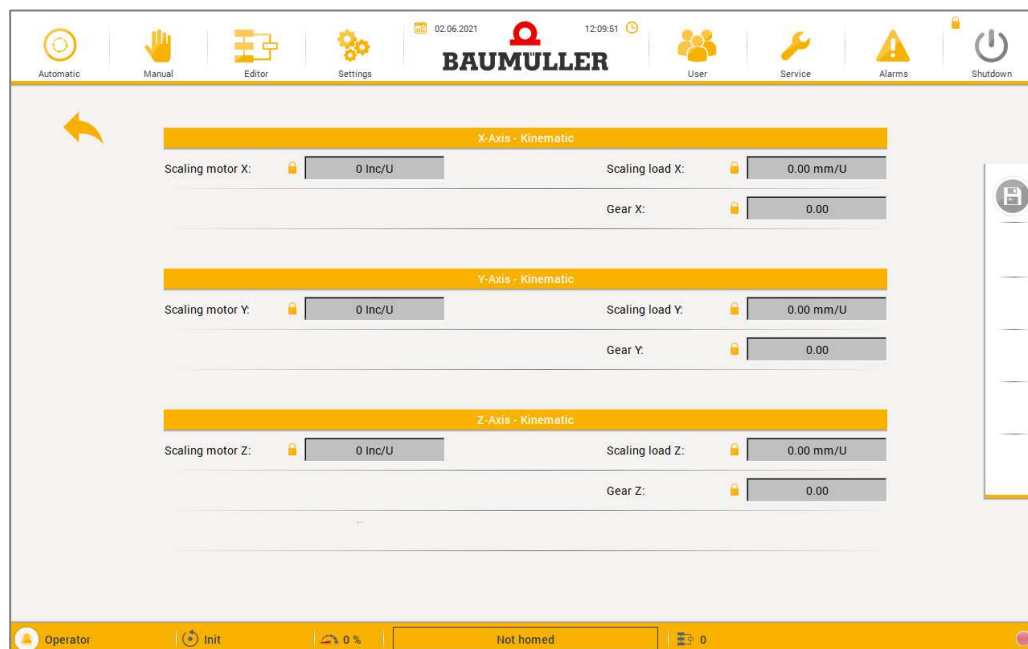 02.06.2021 12:09:51
BAUMÜLLER
Automatic Manual Editor Settings User Service Alarms Shutdown
X-Axis - Kinematic
Scaling motor X: 0 Inc/U Scaling load X: 0.00 mm/U
Gear X: 0.00
Y-Axis - Kinematic
Scaling motor Y: 0 Inc/U Scaling load Y: 0.00 mm/U
Gear Y: 0.00
Z-Axis - Kinematic
Scaling motor Z: 0 Inc/U Scaling load Z: 0.00 mm/U
Gear Z: 0.00
Operator Init 0 % Not homed 0